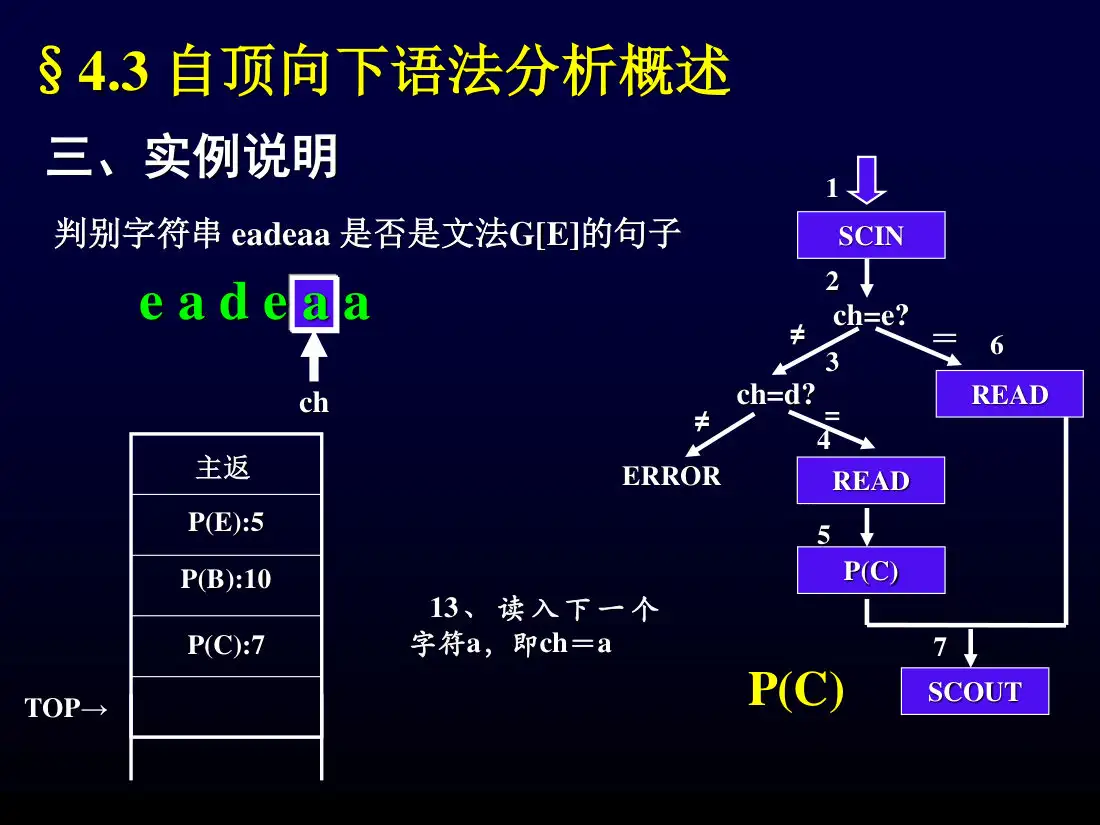 §4.3 自顶向下语法分析概述
三、实例说明
判别字符串 eadeaa 是否是文法G[E]的句子
e a d e a a
ch
主返
P(E):5
P(B):10
P(C):7
TOP→
13、读入下一个
字符a，即ch＝a
1
SCIN
2
ch=e?
≠
＝
6
3
READ
ch=d?
≠
=
4
ERROR
READ
5
P(C)
7
P(C)
SCOUT